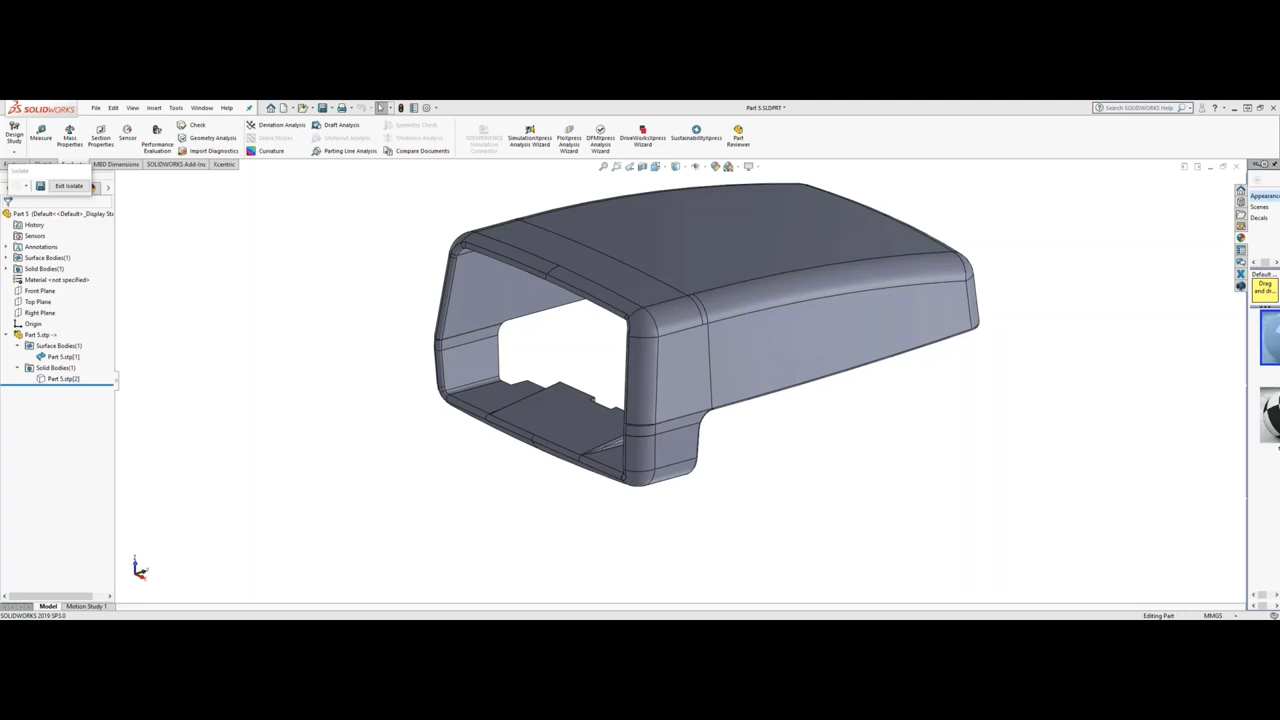 SOLIDWORKS File Edit View Insert Tools Window Help Part 5.SLDPRT * Search SOLIDWORKS Help
Design Study Measure Mass Properties Section Properties Sensor Performance Evaluation Check Geometry Analysis Import Diagnostics Deviation Analysis Zebra Stripes Curvature Draft Analysis Undercut Analysis Parting Line Analysis Symmetry Check Thickness Analysis Compare Documents 3DEXPERIENCE Simulation Connector SimulationXpress Analysis Wizard FloXpress Analysis Wizard DFMXpress Analysis Wizard DriveWorksXpress Wizard SustainabilityXpress Part Reviewer
MBD Dimensions SOLIDWORKS Add-Ins Xcentric
Isolate
Exit Isolate
Part 5 (Default<<Default>_Display Sta
History
Sensors
Annotations
Surface Bodies(1)
Solid Bodies(1)
Material <not specified>
Front Plane
Top Plane
Right Plane
Origin
Part 5.stp ->
Surface Bodies(1)
Part 5.stp[1]
Solid Bodies(1)
Part 5.stp[2]
Appearanc
Scenes
Decals
Default ...
Drag and dr...
Model Motion Study 1
SOLIDWORKS 2019 SP3.0 Editing Part MMGS